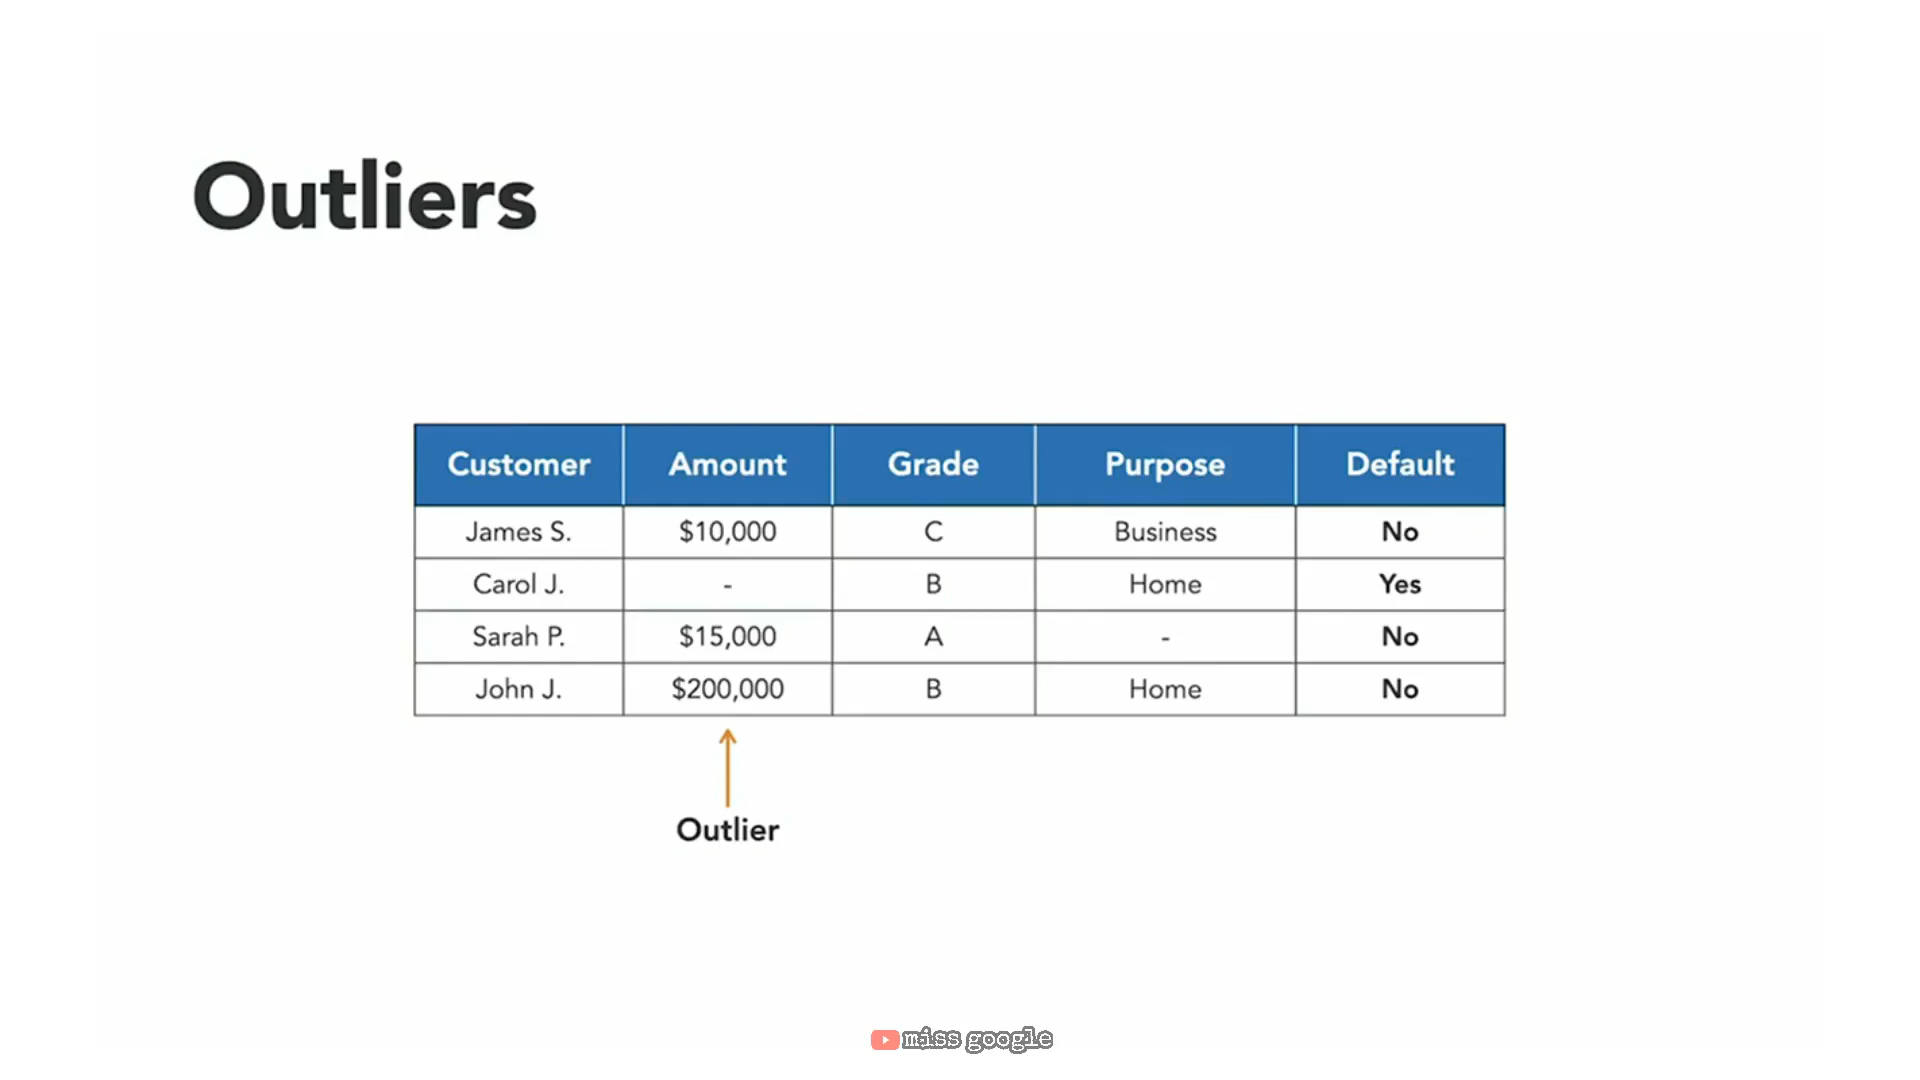 Outliers
Customer Amount Grade Purpose Default
James S. $10,000 C Business No
Carol J. - B Home Yes
Sarah P. $15,000 A - No
John J. $200,000 B Home No
Outlier
miss google